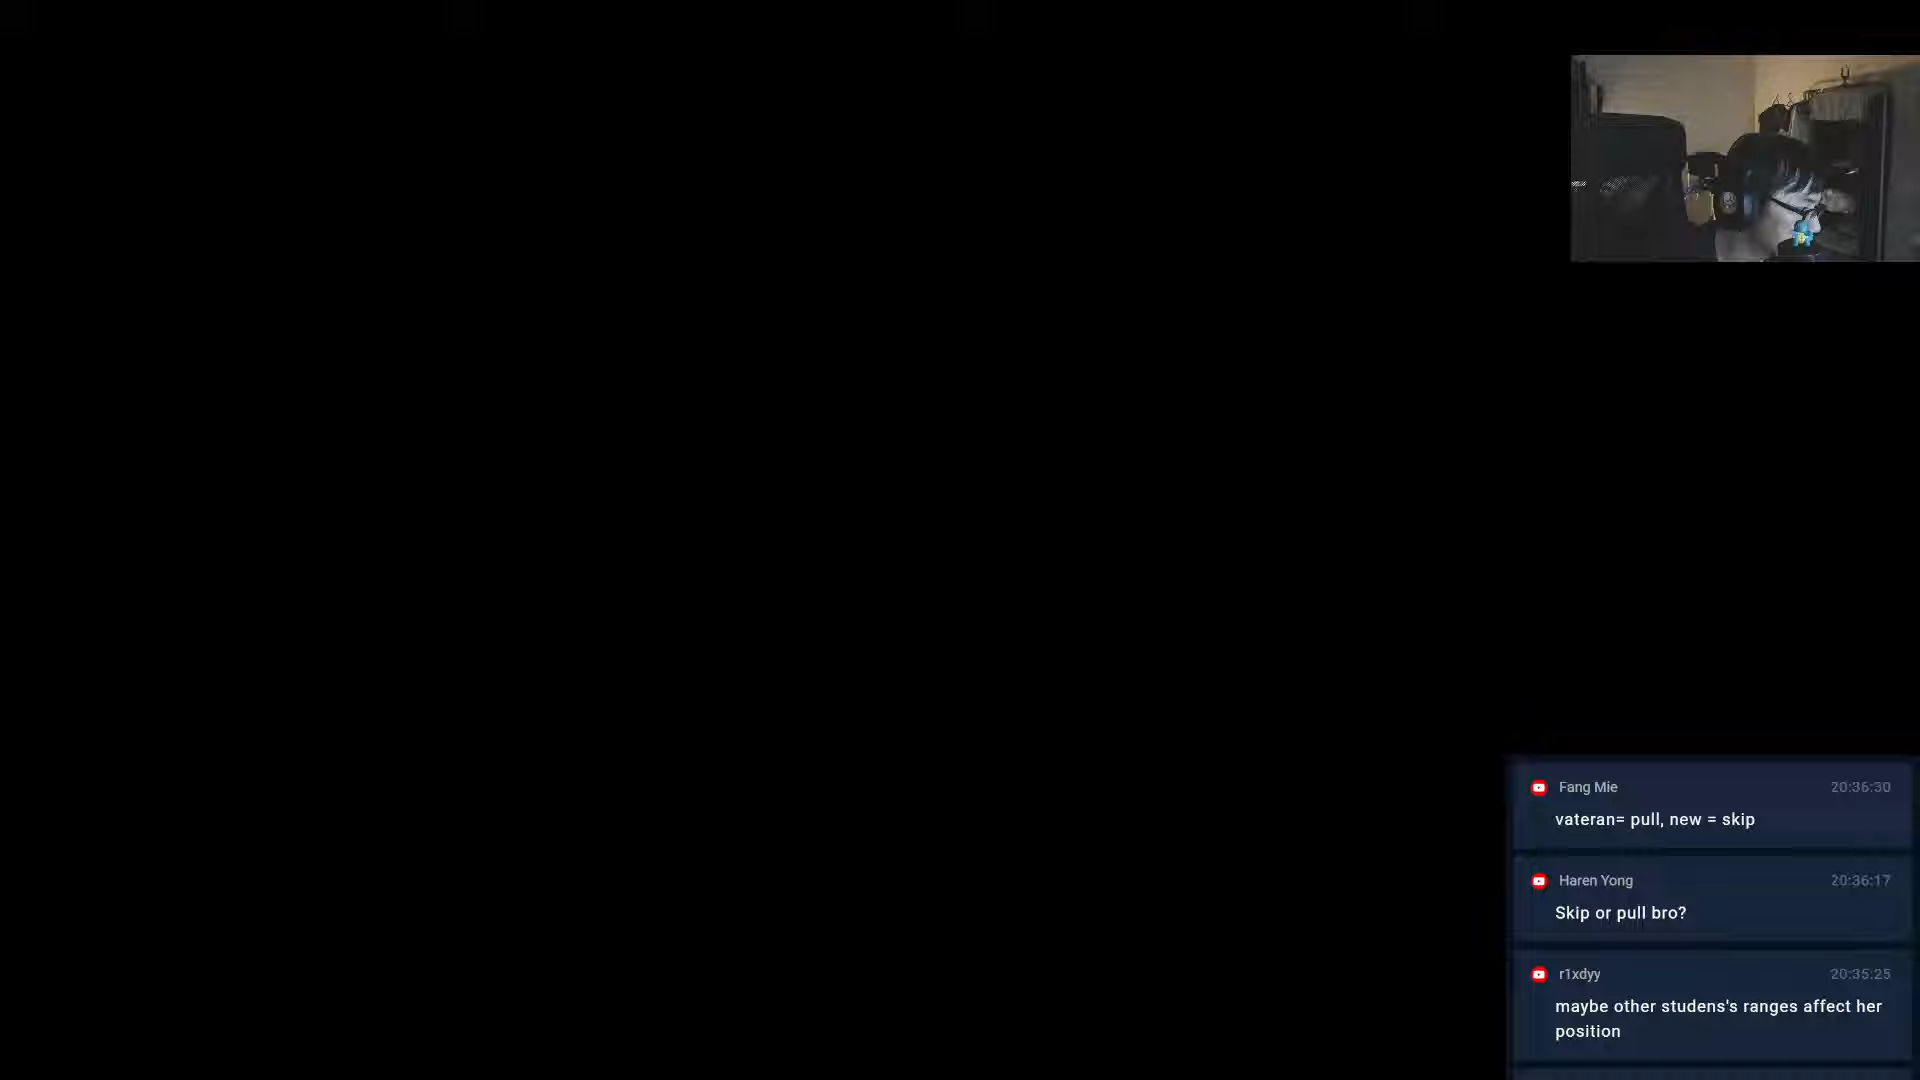 Fang Mie 20:36:30
vateran= pull, new = skip
Haren Yong 20:36:17
Skip or pull bro?
r1xdyy 20:35:25
maybe other studens's ranges affect her
position